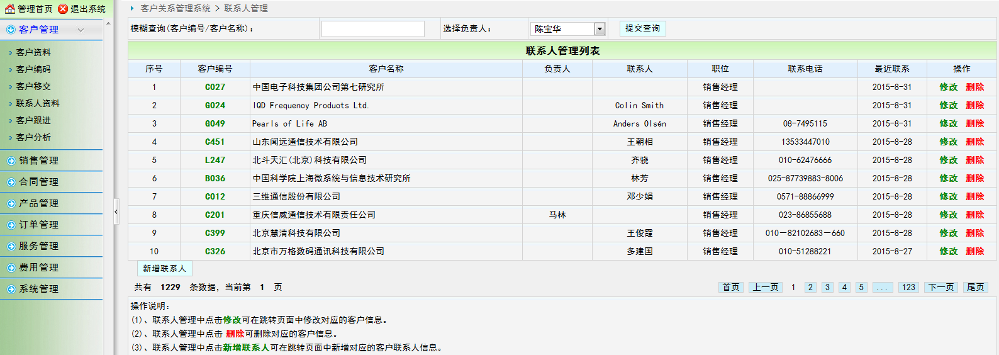 管理首页 退出系统
客户管理
客户资料
客户编码
客户移交
联系人资料
客户跟进
客户分析
销售管理
合同管理
产品管理
订单管理
服务管理
费用管理
系统管理
客户关系管理系统 > 联系人管理
模糊查询(客户编号/客户名称): 选择负责人: 陈宝华 提交查询
联系人管理列表
序号 客户编号 客户名称 负责人 联系人 职位 联系电话 最近联系 操作
1 C027 中国电子科技集团公司第七研究所 销售经理 2015-8-31 修改 删除
2 G024 IQD Frequency Products Ltd. Colin Smith 销售经理 2015-8-31 修改 删除
3 G049 Pearls of Life AB Anders Olsén 销售经理 08-7495115 2015-8-31 修改 删除
4 C451 山东闻远通信技术有限公司 王朝相 销售经理 13533447010 2015-8-28 修改 删除
5 L247 北斗天汇(北京)科技有限公司 齐骁 销售经理 010-62476666 2015-8-28 修改 删除
6 B036 中国科学院上海微系统与信息技术研究所 林芳 销售经理 025-87739883-8006 2015-8-28 修改 删除
7 C012 三维通信股份有限公司 邓少娟 销售经理 0571-88866999 2015-8-28 修改 删除
8 C201 重庆信威通信技术有限责任公司 马林 销售经理 023-86855688 2015-8-28 修改 删除
9 C399 北京慧清科技有限公司 王俊霞 销售经理 010－82102683－660 2015-8-28 修改 删除
10 C326 北京市万格数码通讯科技有限公司 多建国 销售经理 010-51288221 2015-8-27 修改 删除
新增联系人
共有 1229 条数据, 当前第 1 页 首页 上一页 1 2 3 4 5 ... 123 下一页 尾页
操作说明:
(1)、联系人管理中点击修改可在跳转页面中修改对应的客户信息。
(2)、联系人管理中点击 删除可删除对应的客户信息。
(3)、联系人管理中点击新增联系人可在跳转页面中新增对应的客户联系人信息。